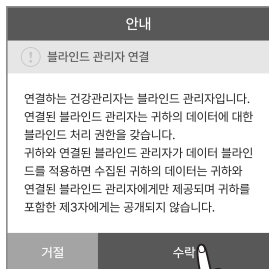 안내
! 블라인드 관리자 연결
연결하는 건강관리자는 블라인드 관리자입니다.
연결된 블라인드 관리자는 귀하의 데이터에 대한
블라인드 처리 권한을 갖습니다.
귀하와 연결된 블라인드 관리자가 데이터 블라인
드를 적용하면 수집된 귀하의 데이터는 귀하와
연결된 블라인드 관리자에게만 제공되며 귀하를
포함한 제3자에게는 공개되지 않습니다.
거절 수락